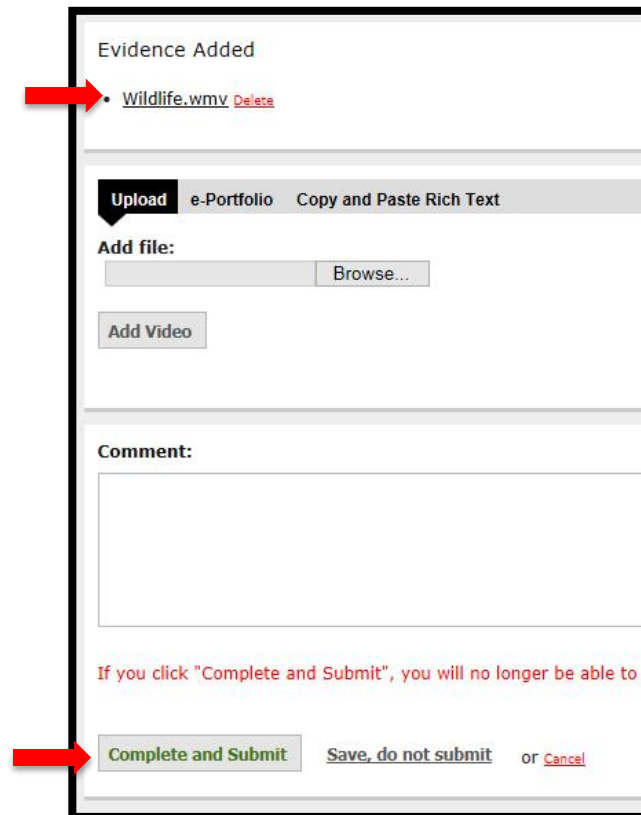 Evidence Added
• Wildlife.wmv Delete
Upload e-Portfolio Copy and Paste Rich Text
Add file:
Browse...
Add Video
Comment:
If you click "Complete and Submit", you will no longer be able to
Complete and Submit Save, do not submit or Cancel